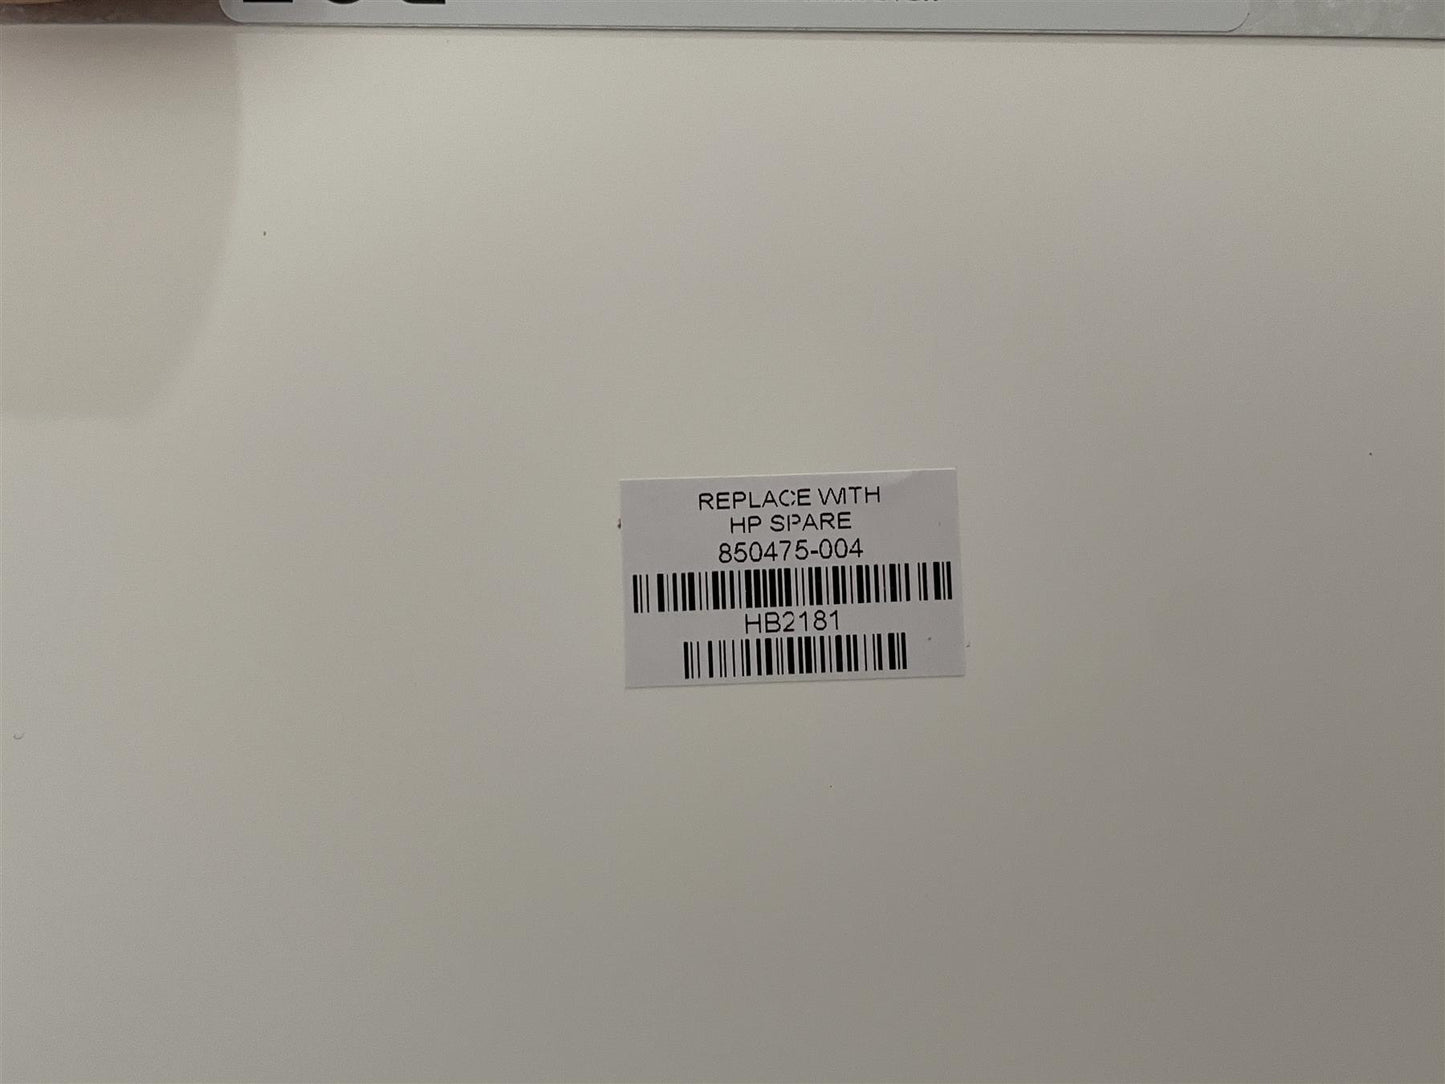 REPLACE WITH
HP SPARE
850475-004
HB2181